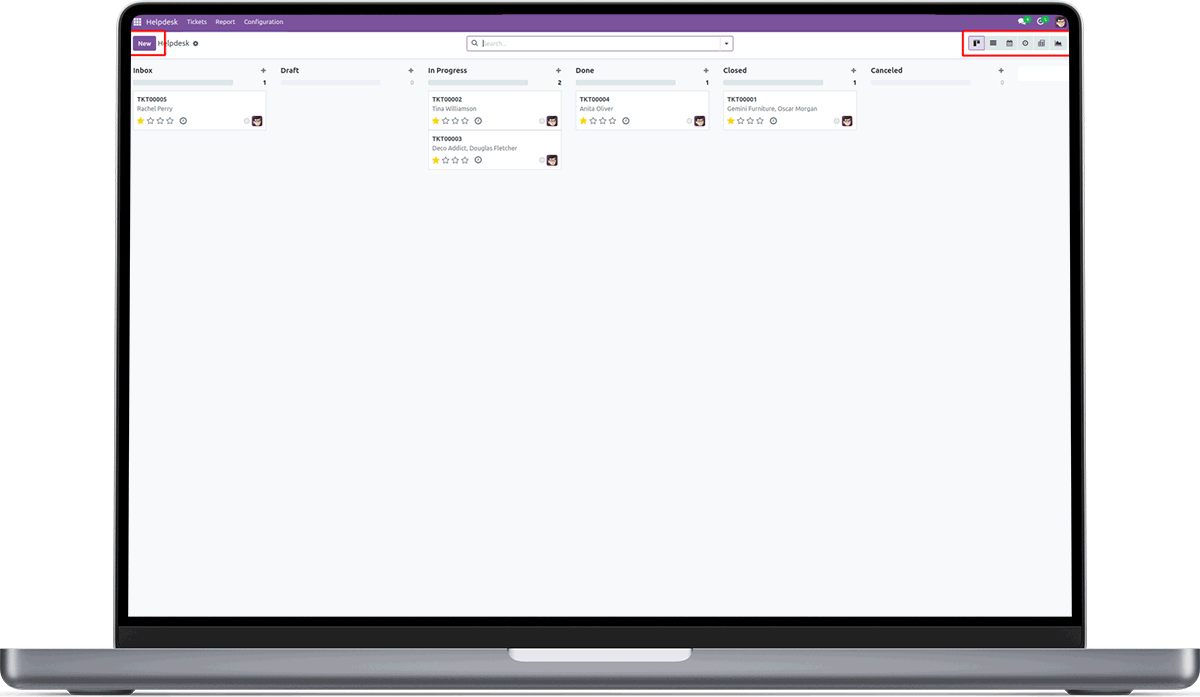 Helpdesk Tickets Report Configuration
New Helpdesk
Search...
Inbox + Draft + In Progress + Done + Closed + Canceled +
1 0 2 1 1 0
TKT00005 TKT00002 TKT00004 TKT00001
Rachel Perry Tina Williamson Anita Oliver Gemini Furniture, Oscar Morgan
TKT00003
Deco Addict, Douglas Fletcher